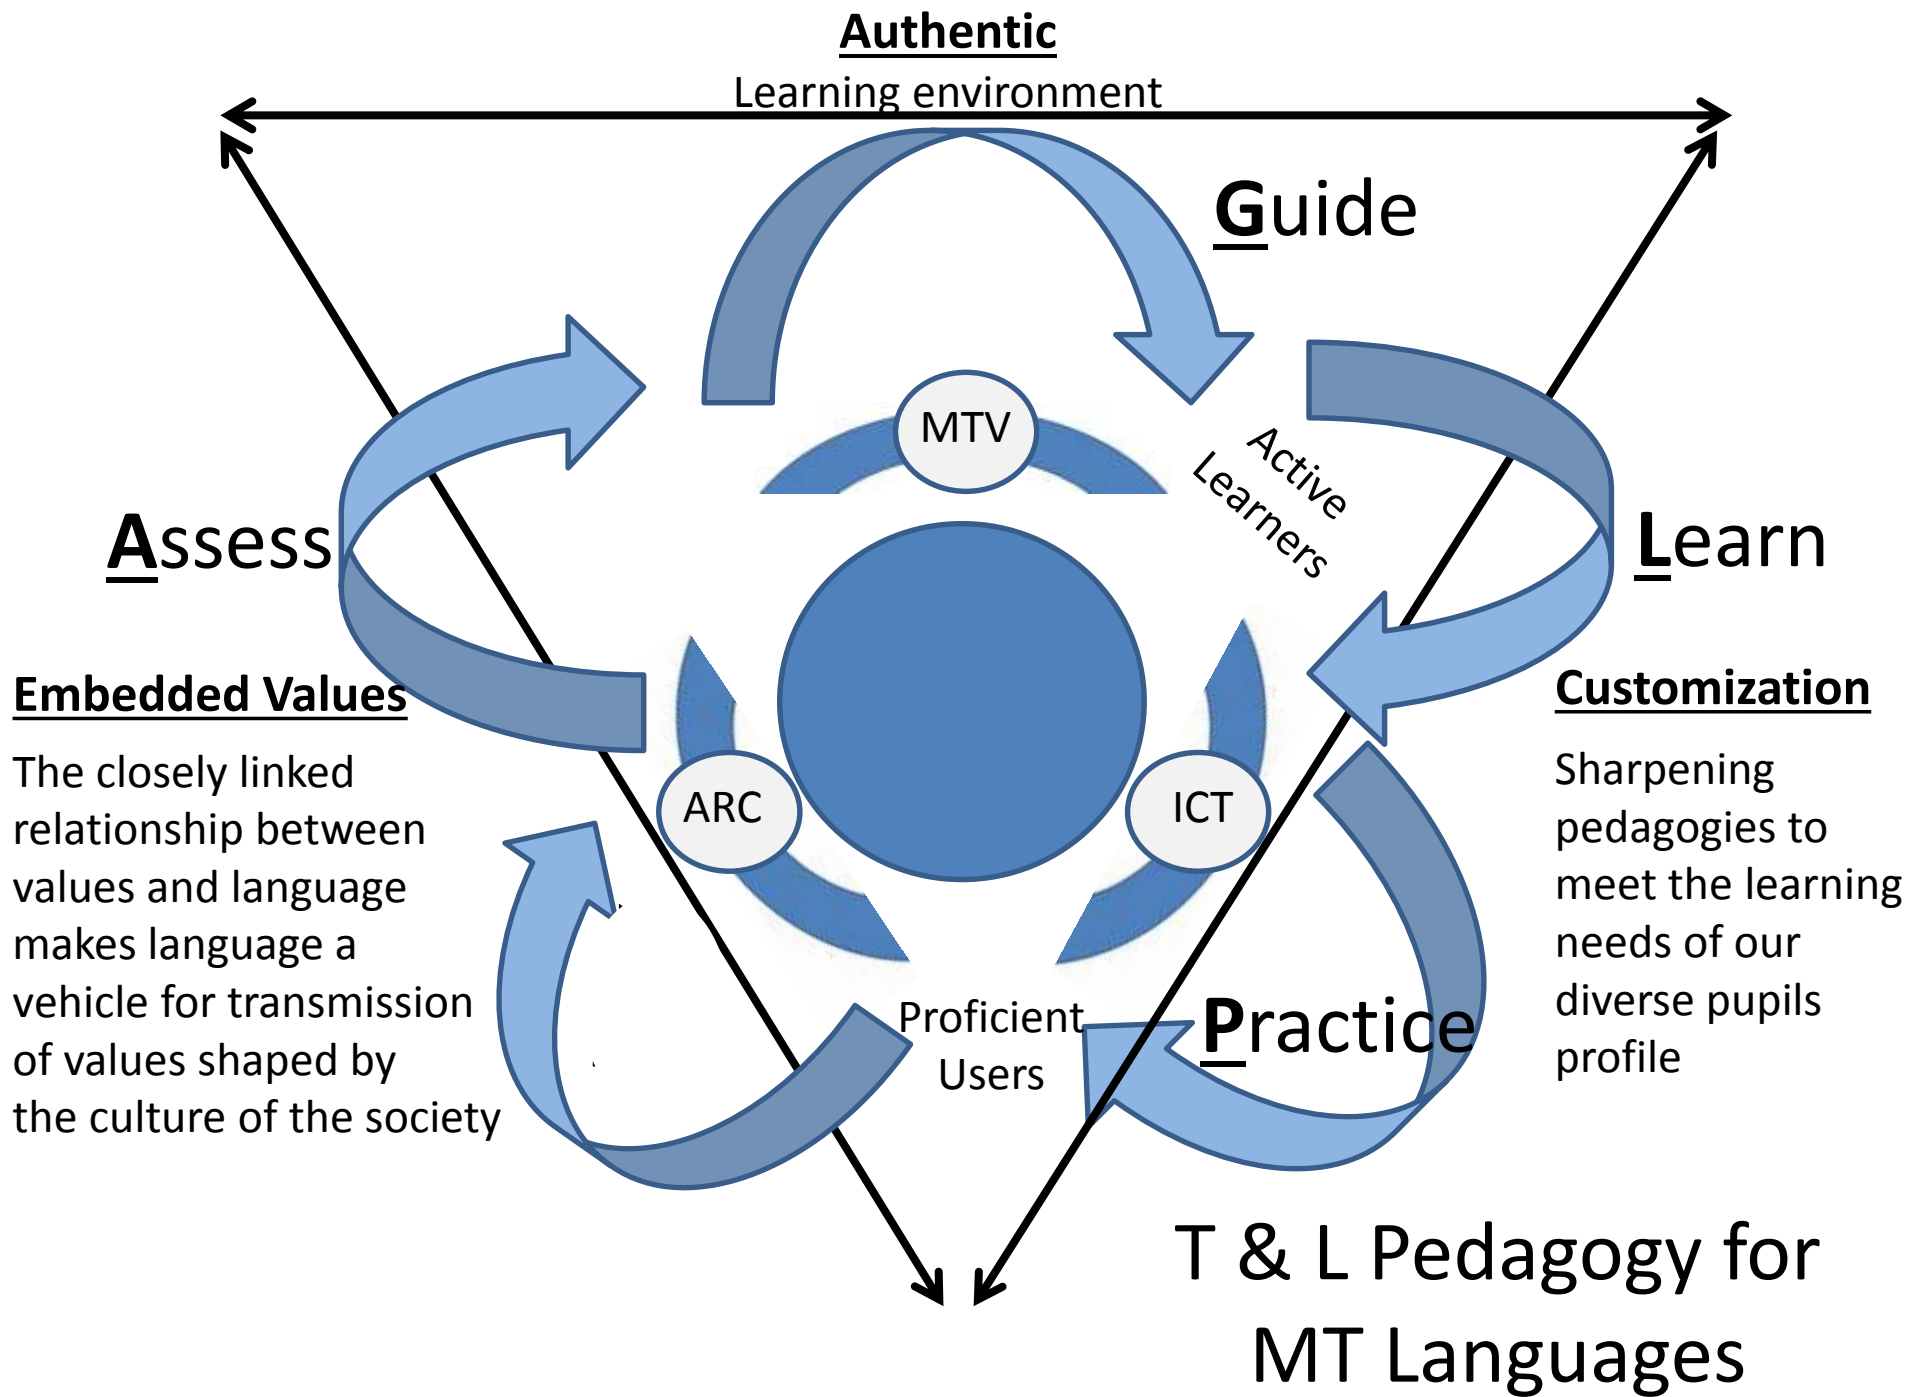 Authentic
Learning environment
Guide
MTV
Active
Learners
Assess
Learn
Embedded Values
The closely linked
relationship between
values and language
makes language a
vehicle for transmission
of values shaped by
the culture of the society
Customization
Sharpening
pedagogies to
meet the learning
needs of our
diverse pupils
profile
ARC
ICT
Proficient
Users
Practice
T & L Pedagogy for
MT Languages